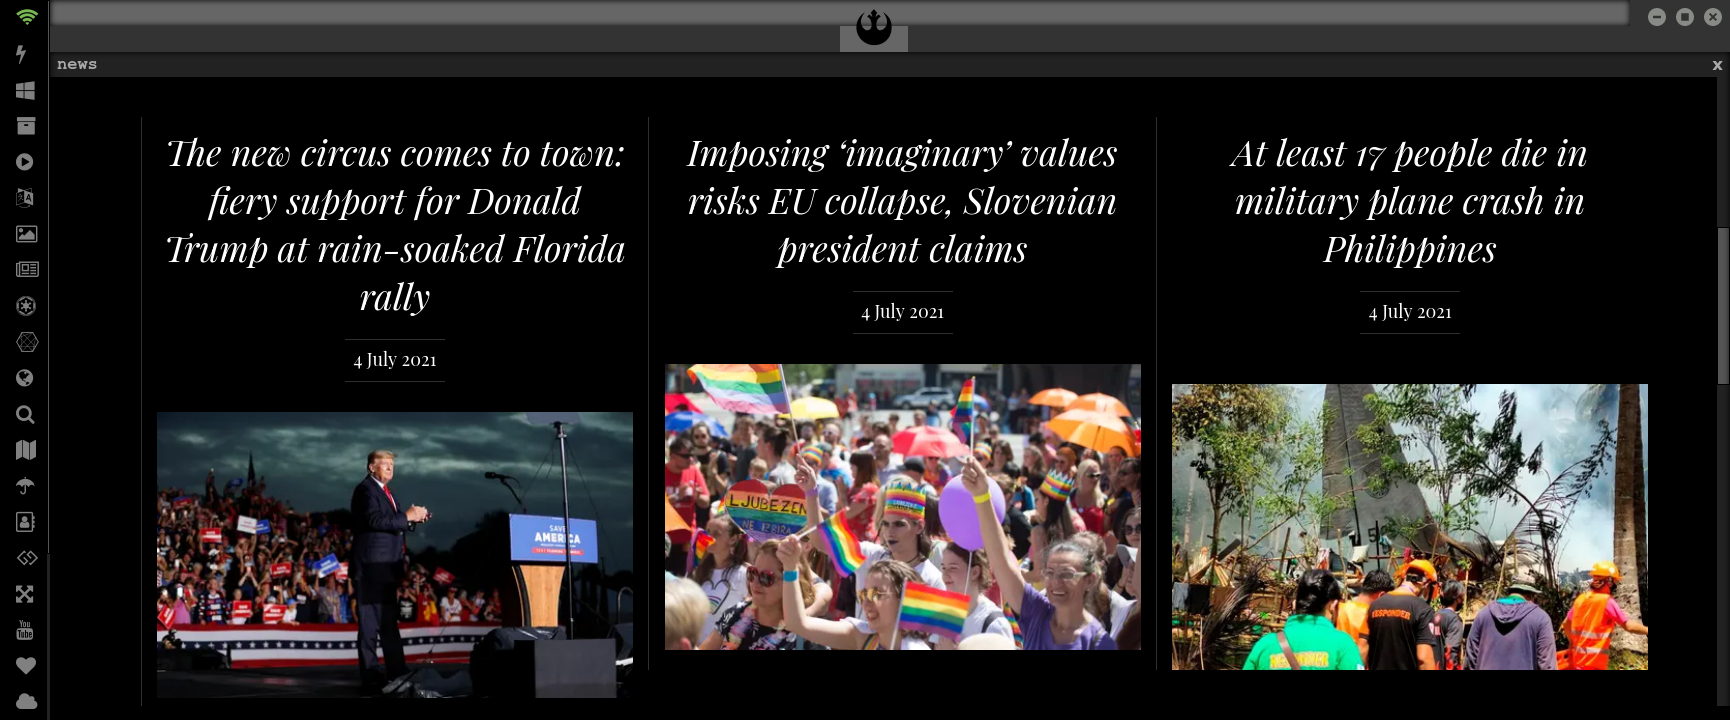 news
x
The new circus comes to town:
fiery support for Donald
Trump at rain-soaked Florida
rally
4 July 2021
SAVE
AMERICA
Imposing ‘imaginary’ values
risks EU collapse, Slovenian
president claims
4 July 2021
LJUBEZEN
At least 17 people die in
military plane crash in
Philippines
4 July 2021
RESPONDER
You
Tube